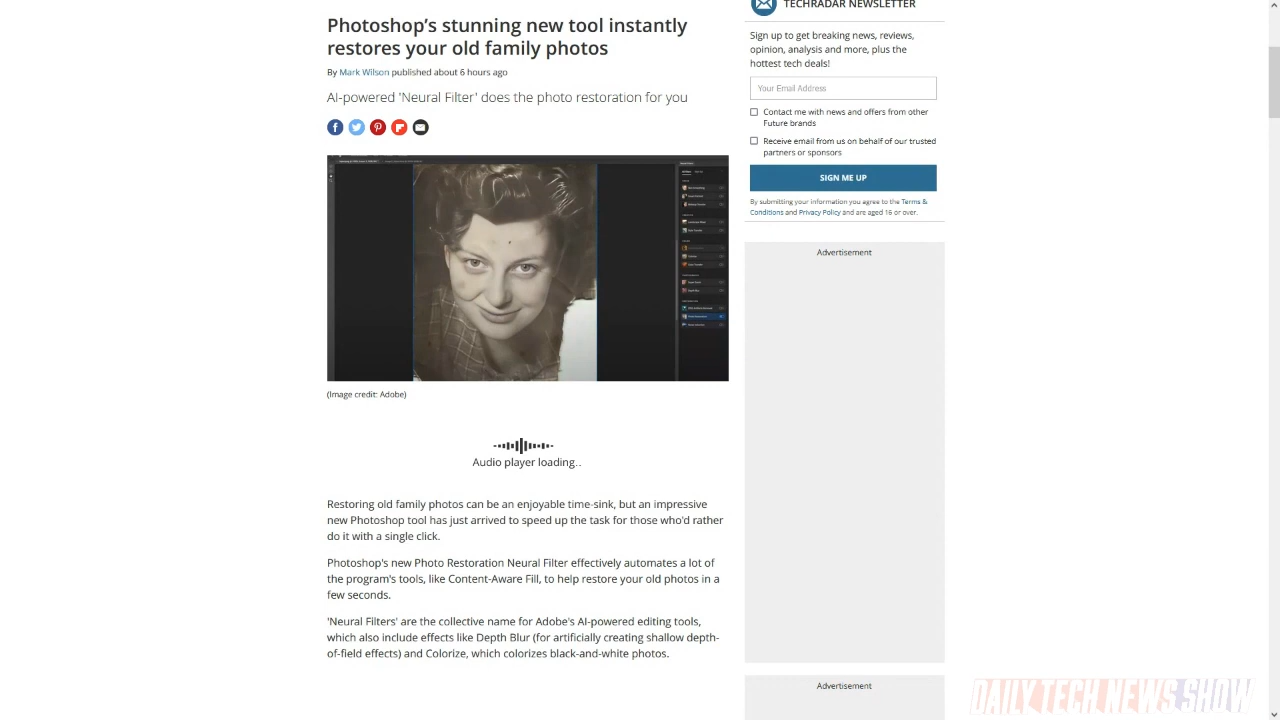 Photoshop's stunning new tool instantly
restores your old family photos
By Mark Wilson published about 6 hours ago
AI-powered 'Neural Filter' does the photo restoration for you
(Image credit: Adobe)
Audio player loading..
Restoring old family photos can be an enjoyable time-sink, but an impressive
new Photoshop tool has just arrived to speed up the task for those who'd rather
do it with a single click.
Photoshop's new Photo Restoration Neural Filter effectively automates a lot of
the program's tools, like Content-Aware Fill, to help restore your old photos in a
few seconds.
'Neural Filters' are the collective name for Adobe's AI-powered editing tools,
which also include effects like Depth Blur (for artificially creating shallow depth-
of-field effects) and Colorize, which colorizes black-and-white photos.
TECHRADAR NEWSLETTER
Sign up to get breaking news, reviews,
opinion, analysis and more, plus the
hottest tech deals!
Your Email Address
Contact me with news and offers from other
Future brands
Receive email from us on behalf of our trusted
partners or sponsors
SIGN ME UP
By submitting your information you agree to the Terms &
Conditions and Privacy Policy and are aged 16 or over.
Advertisement
Advertisement
DAILY TECH NEWS SHOW